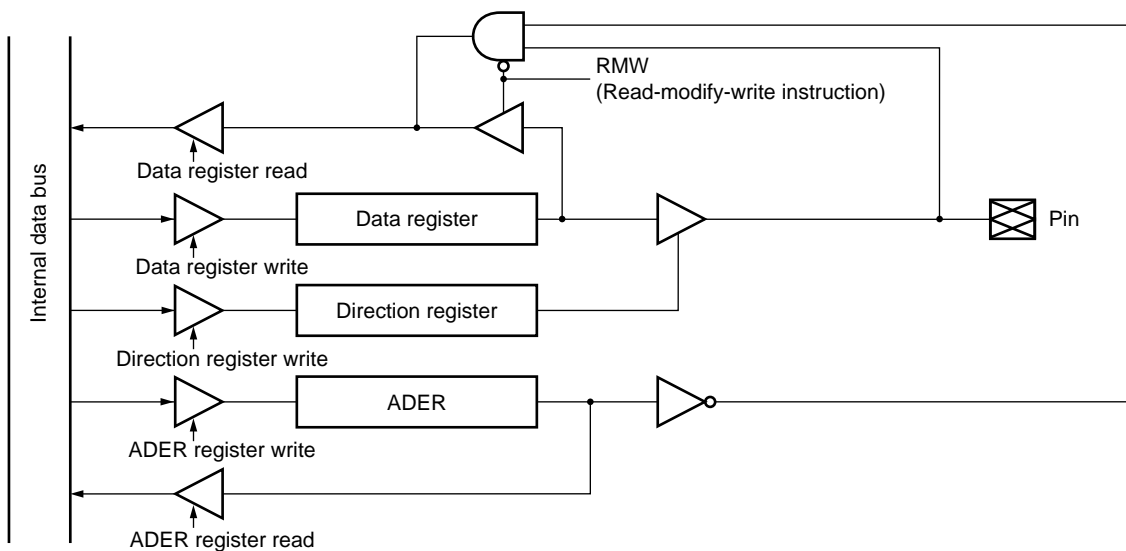 RMW
(Read-modify-write instruction)
Data register read
Internal data bus
Data register
Pin
Data register write
Direction register
Direction register write
ADER
ADER register write
ADER register read